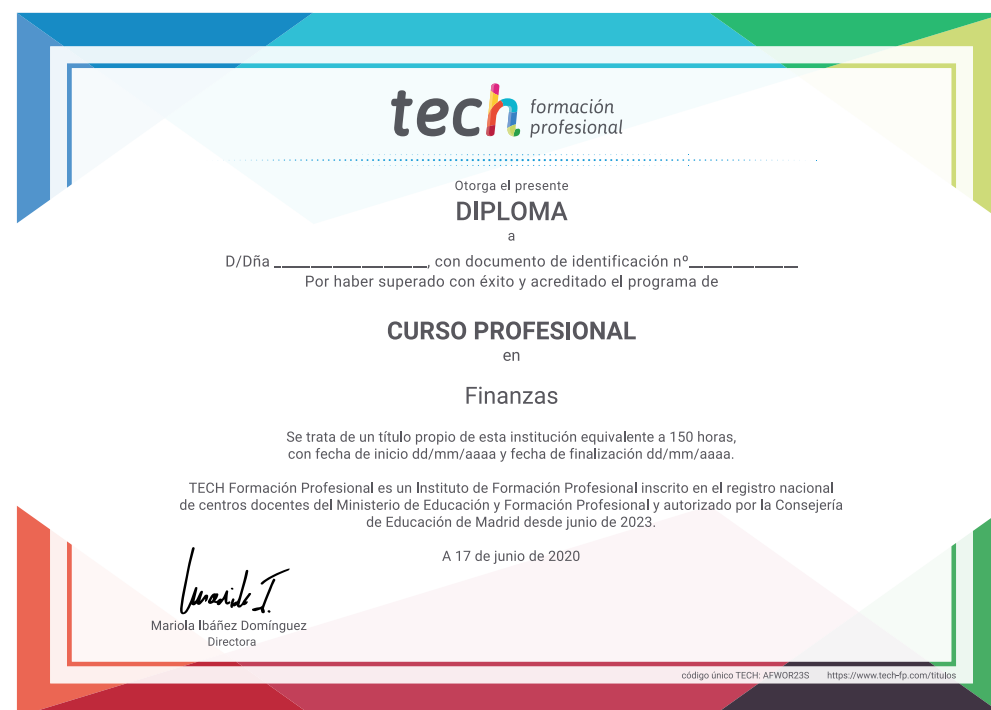 tech formación
profesional
Otorga el presente
DIPLOMA
a
D/Dña ____________________, con documento de identificación nº______________
Por haber superado con éxito y acreditado el programa de
CURSO PROFESIONAL
en
Finanzas
Se trata de un título propio de esta institución equivalente a 150 horas,
con fecha de inicio dd/mm/aaaa y fecha de finalización dd/mm/aaaa.
TECH Formación Profesional es un Instituto de Formación Profesional inscrito en el registro nacional
de centros docentes del Ministerio de Educación y Formación Profesional y autorizado por la Consejería
de Educación de Madrid desde junio de 2023.
A 17 de junio de 2020
Mariola Ibáñez Domínguez
Directora
código único TECH: AFWOR23S https://www.tech-fp.com/titulos